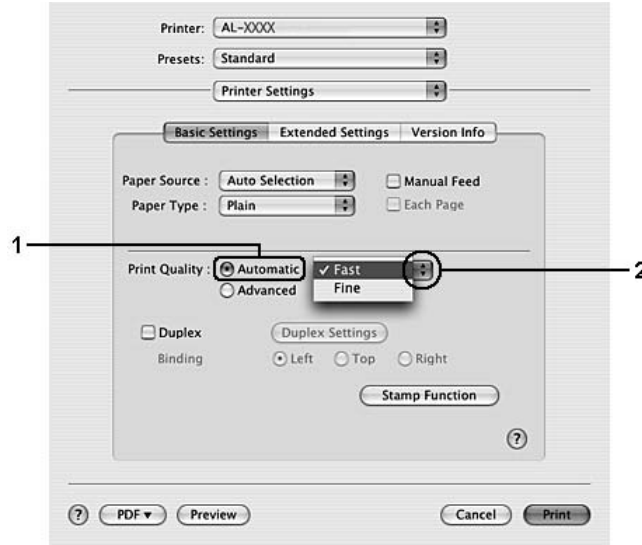 Printer: AL-XXXX
Presets: Standard
Printer Settings
Basic Settings Extended Settings Version Info
Paper Source : Auto Selection Manual Feed
Paper Type : Plain Each Page
1
Print Quality : Automatic ✓ Fast 2
Advanced Fine
Duplex Duplex Settings
Binding Left Top Right
Stamp Function
?
? PDF ▾ Preview Cancel Print